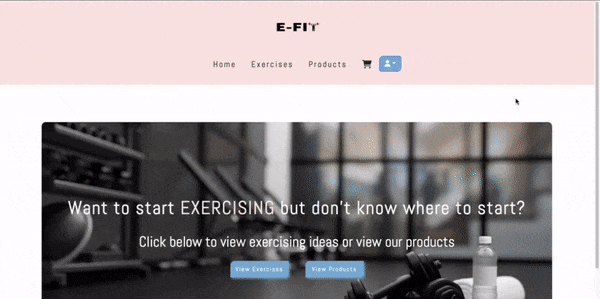 E-FIT
Home Exercises Products
Want to start EXERCISING but don't know where to start?
Click below to view exercising ideas or view our products
View Exercises View Products